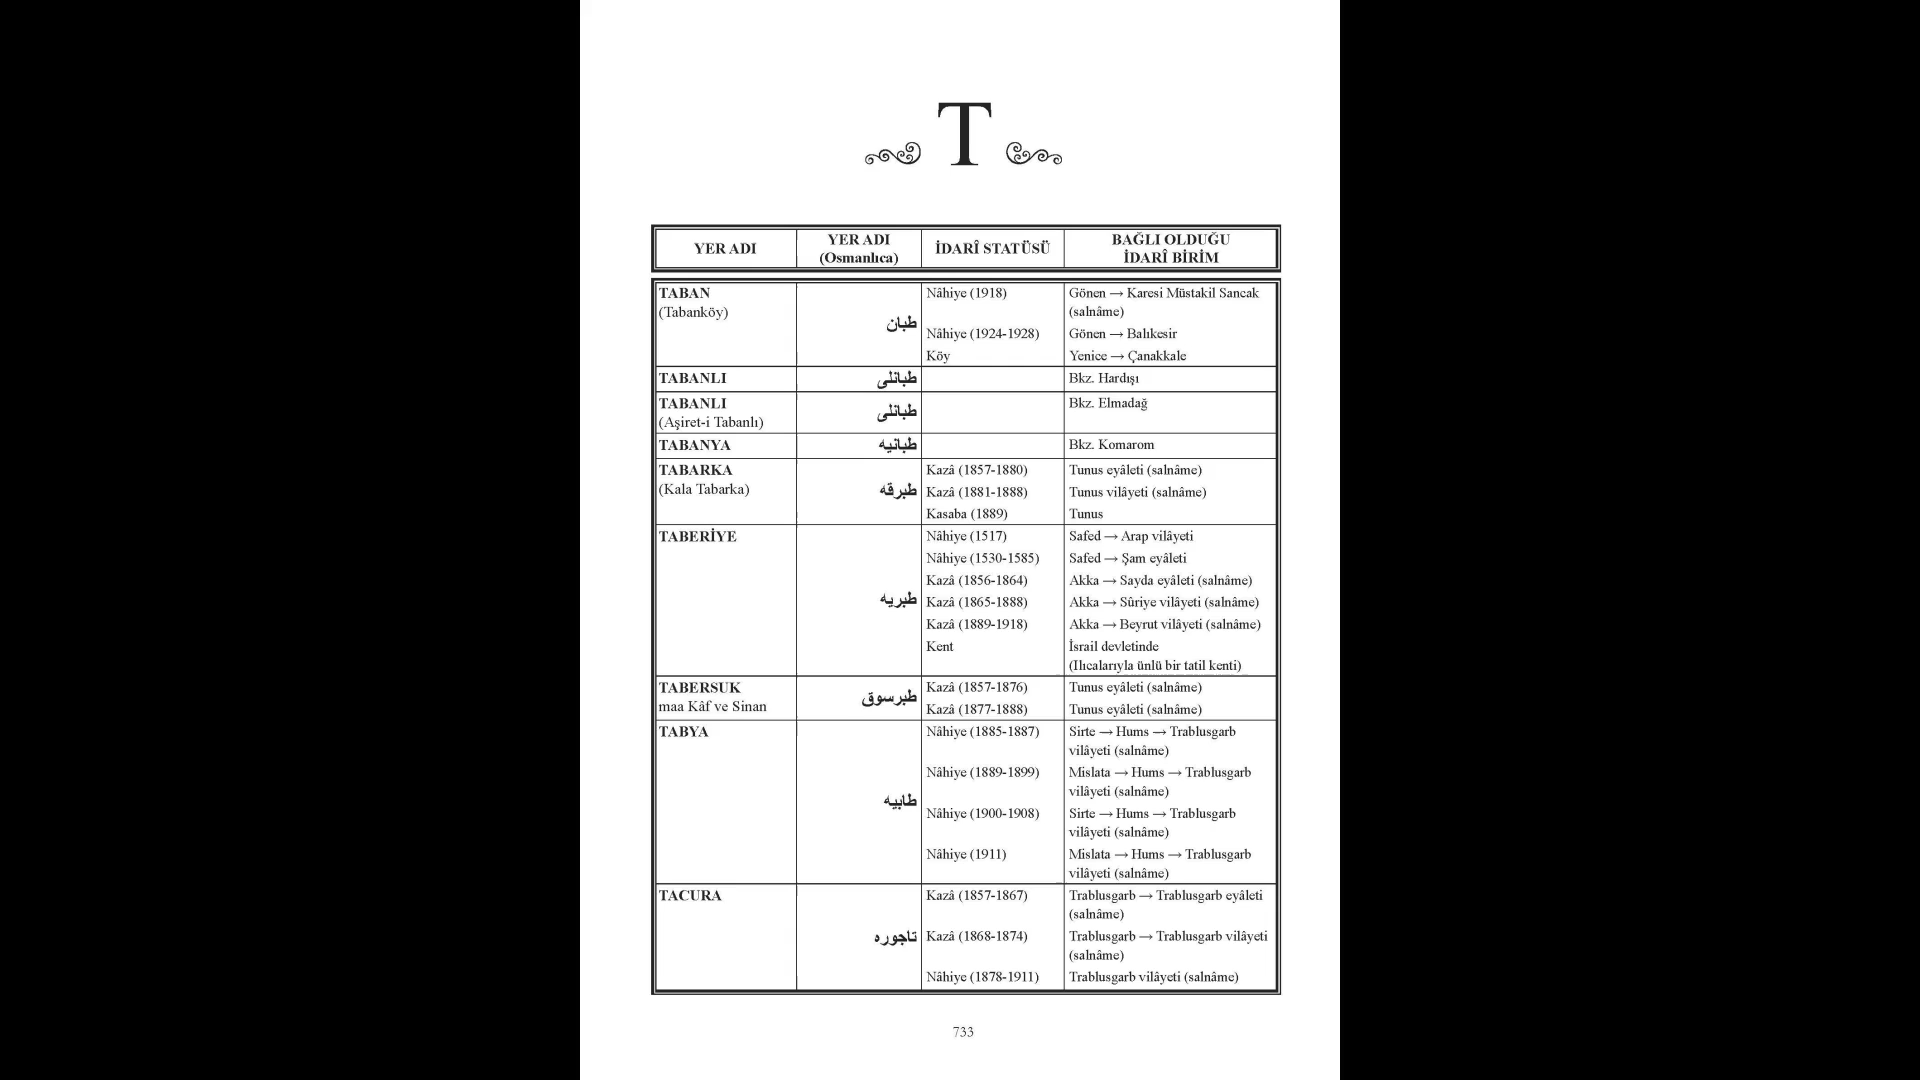 T
YER ADI
YER ADI
(Osmanlıca)
İDARÎ STATÜSÜ
BAĞLI OLDUĞU
İDARÎ BİRİM
TABAN
(Tabanköy)
طبان
Nâhiye (1918)
Gönen → Karesi Müstakil Sancak
(salnâme)
Nâhiye (1924-1928)
Gönen → Balıkesir
Köy
Yenice → Çanakkale
TABANLI
طبانلى
Bkz. Hardışı
TABANLI
(Aşiret-i Tabanlı)
طبانلى
Bkz. Elmadağ
TABANYA
طبانيه
Bkz. Komarom
TABARKA
(Kala Tabarka)
طبرقه
Kazâ (1857-1880)
Tunus eyâleti (salnâme)
Kazâ (1881-1888)
Tunus vilâyeti (salnâme)
Kasaba (1889)
Tunus
TABERİYE
طبريه
Nâhiye (1517)
Safed → Arap vilâyeti
Nâhiye (1530-1585)
Safed → Şam eyâleti
Kazâ (1856-1864)
Akka → Sayda eyâleti (salnâme)
Kazâ (1865-1888)
Akka → Sûriye vilâyeti (salnâme)
Kazâ (1889-1918)
Akka → Beyrut vilâyeti (salnâme)
Kent
İsrail devletinde
(Ilıcalarıyla ünlü bir tatil kenti)
TABERSUK
maa Kâf ve Sinan
طبرسوق
Kazâ (1857-1876)
Tunus eyâleti (salnâme)
Kazâ (1877-1888)
Tunus eyâleti (salnâme)
TABYA
طابيه
Nâhiye (1885-1887)
Sirte → Hums → Trablusgarb
vilâyeti (salnâme)
Nâhiye (1889-1899)
Mislata → Hums → Trablusgarb
vilâyeti (salnâme)
Nâhiye (1900-1908)
Sirte → Hums → Trablusgarb
vilâyeti (salnâme)
Nâhiye (1911)
Mislata → Hums → Trablusgarb
vilâyeti (salnâme)
TACURA
تاجوره
Kazâ (1857-1867)
Trablusgarb → Trablusgarb eyâleti
(salnâme)
Kazâ (1868-1874)
Trablusgarb → Trablusgarb vilâyeti
(salnâme)
Nâhiye (1878-1911)
Trablusgarb vilâyeti (salnâme)
733